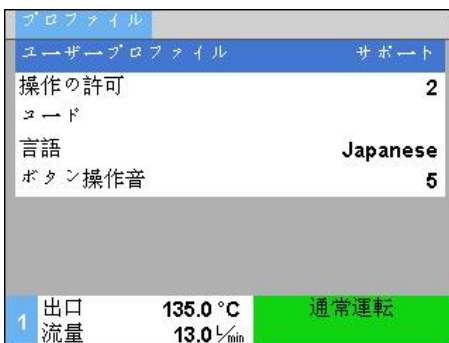 プロファイル
ユーザープロファイル サポート
操作の許可 2
コード
言語 Japanese
ボタン操作音 5
1 出口 135.0 °C 通常運転
流量 13.0 L/min